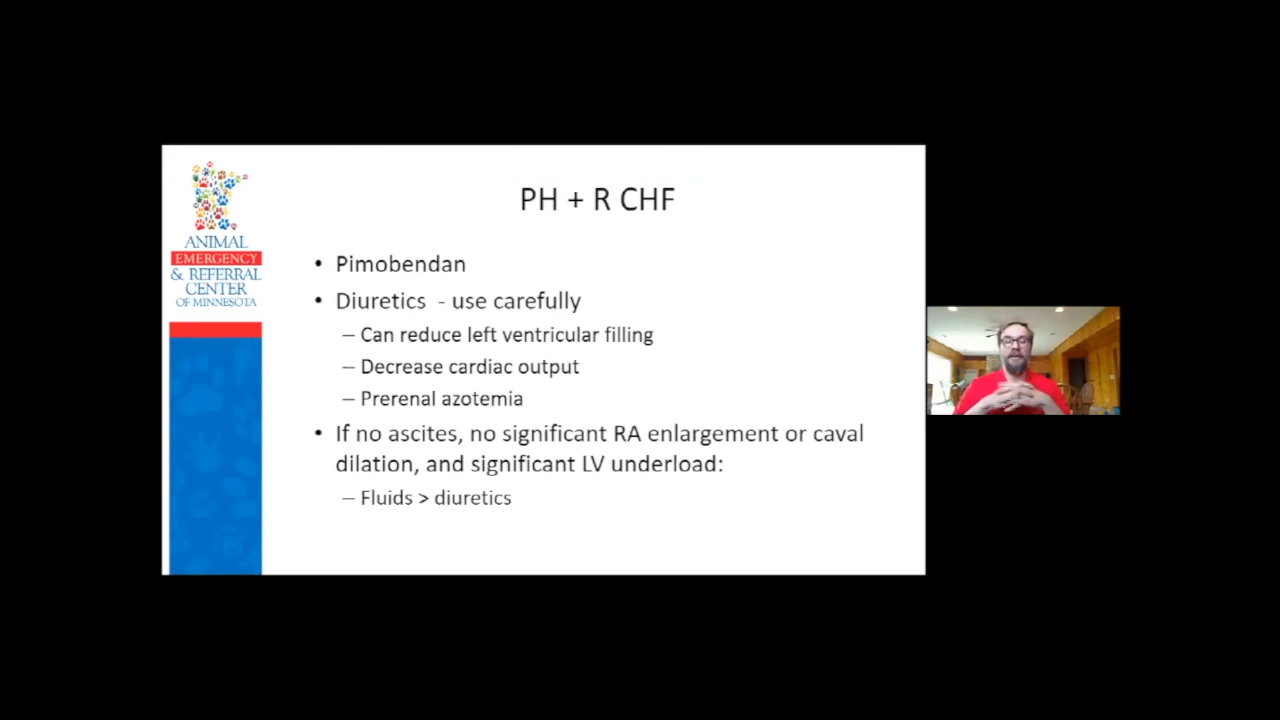 ANIMAL
EMERGENCY
& REFERRAL
CENTER
OF MINNESOTA
PH + R CHF
• Pimobendan
• Diuretics - use carefully
– Can reduce left ventricular filling
– Decrease cardiac output
– Prerenal azotemia
• If no ascites, no significant RA enlargement or caval
dilation, and significant LV underload:
– Fluids > diuretics